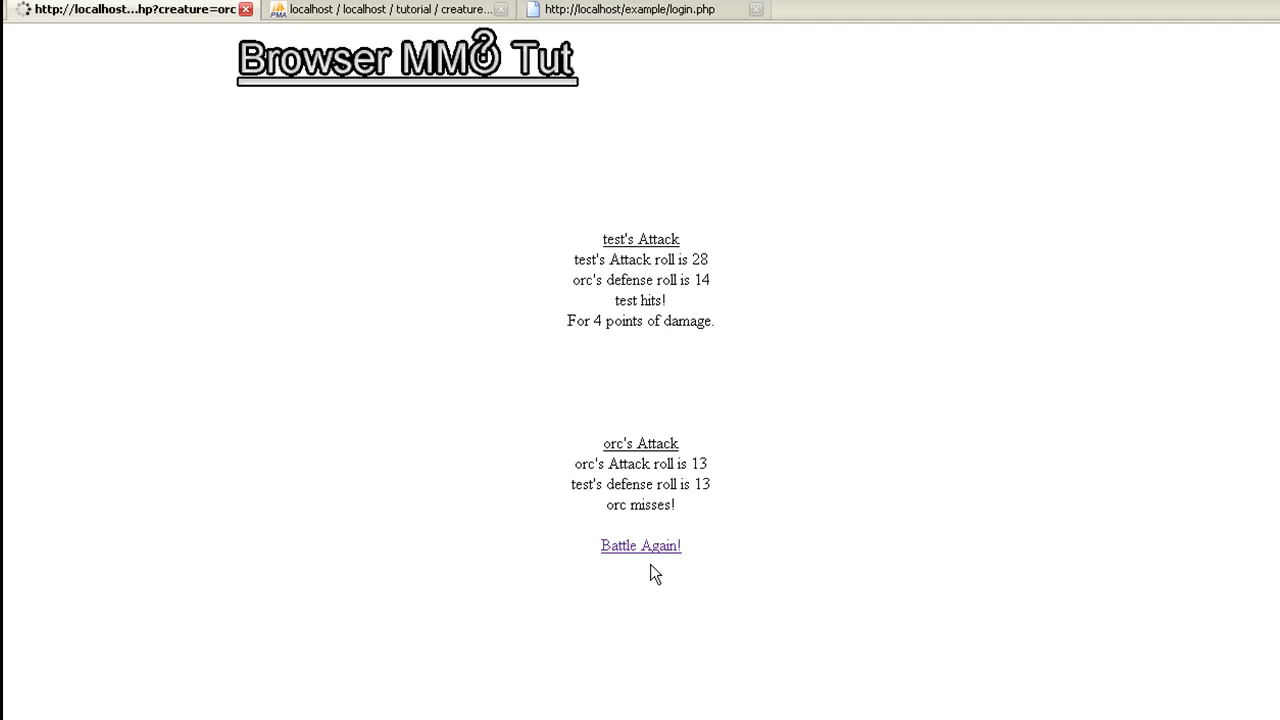 http://localhost...hp?creature=orc
localhost / localhost / tutorial / creature...
http://localhost/example/login.php
PMA
Browser MMO Tut
test's Attack
test's Attack roll is 28
orc's defense roll is 14
test hits!
For 4 points of damage.
orc's Attack
orc's Attack roll is 13
test's defense roll is 13
orc misses!
Battle Again!